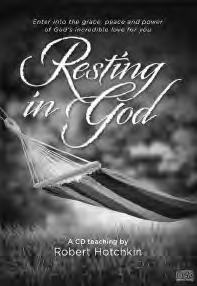 Enter into the grace, peace and power
of God's incredible love for you
Resting
in God
A CD teaching by
Robert Hotchkin